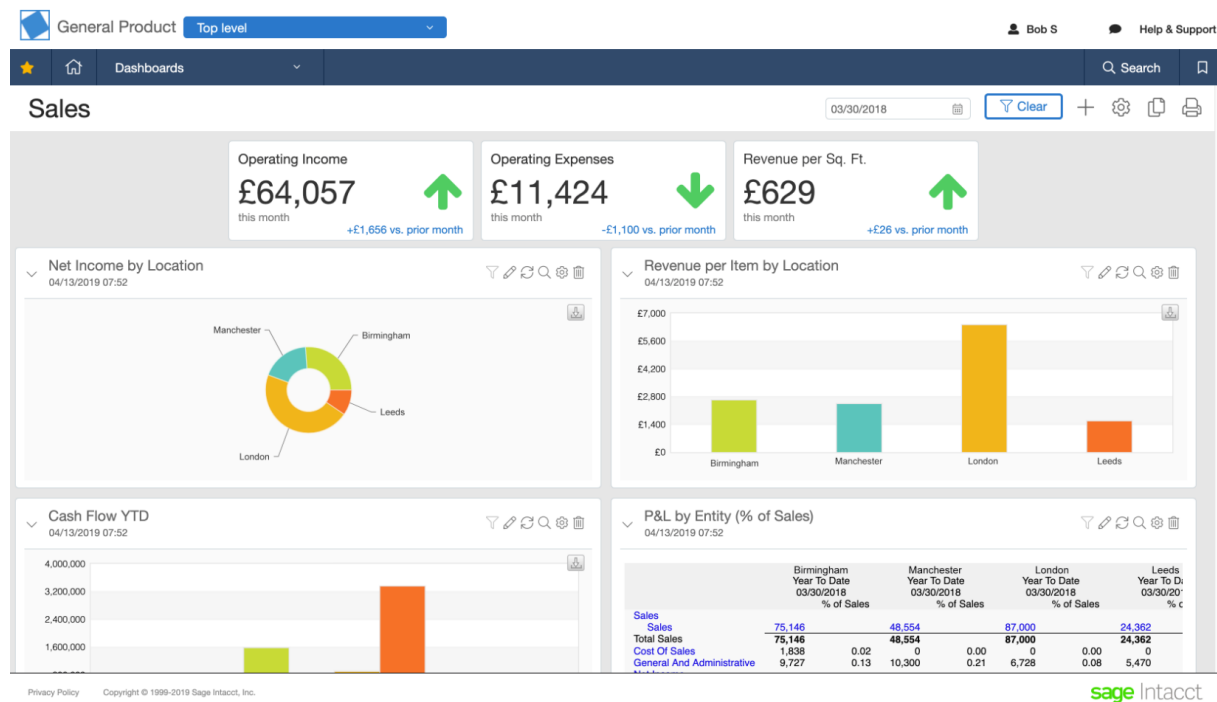 General Product
Top level
Bob S
Help & Support
Dashboards
Search
Sales
03/30/2018
Clear
Operating Income
£64,057
this month
+£1,656 vs. prior month
Operating Expenses
£11,424
this month
-£1,100 vs. prior month
Revenue per Sq. Ft.
£629
this month
+£26 vs. prior month
Net Income by Location
04/13/2019 07:52
Manchester
Birmingham
Leeds
London
Revenue per Item by Location
04/13/2019 07:52
£7,000
£5,600
£4,200
£2,800
£1,400
£0
Birmingham Manchester London Leeds
Cash Flow YTD
04/13/2019 07:52
4,000,000
3,200,000
2,400,000
1,600,000
P&L by Entity (% of Sales)
04/13/2019 07:52
Birmingham Manchester London Leeds
Year To Date Year To Date Year To Date Year To Da
03/30/2018 03/30/2018 03/30/2018 03/30/20
% of Sales % of Sales % of Sales %
Sales
Sales 75,146 48,554 87,000 24,362
Total Sales 75,146 48,554 87,000 24,362
Cost Of Sales 1,838 0.02 0 0.00 0 0.00 0
General And Administrative 9,727 0.13 10,300 0.21 6,728 0.08 5,470
Privacy Policy Copyright © 1999-2019 Sage Intacct, Inc.
sage Intacct